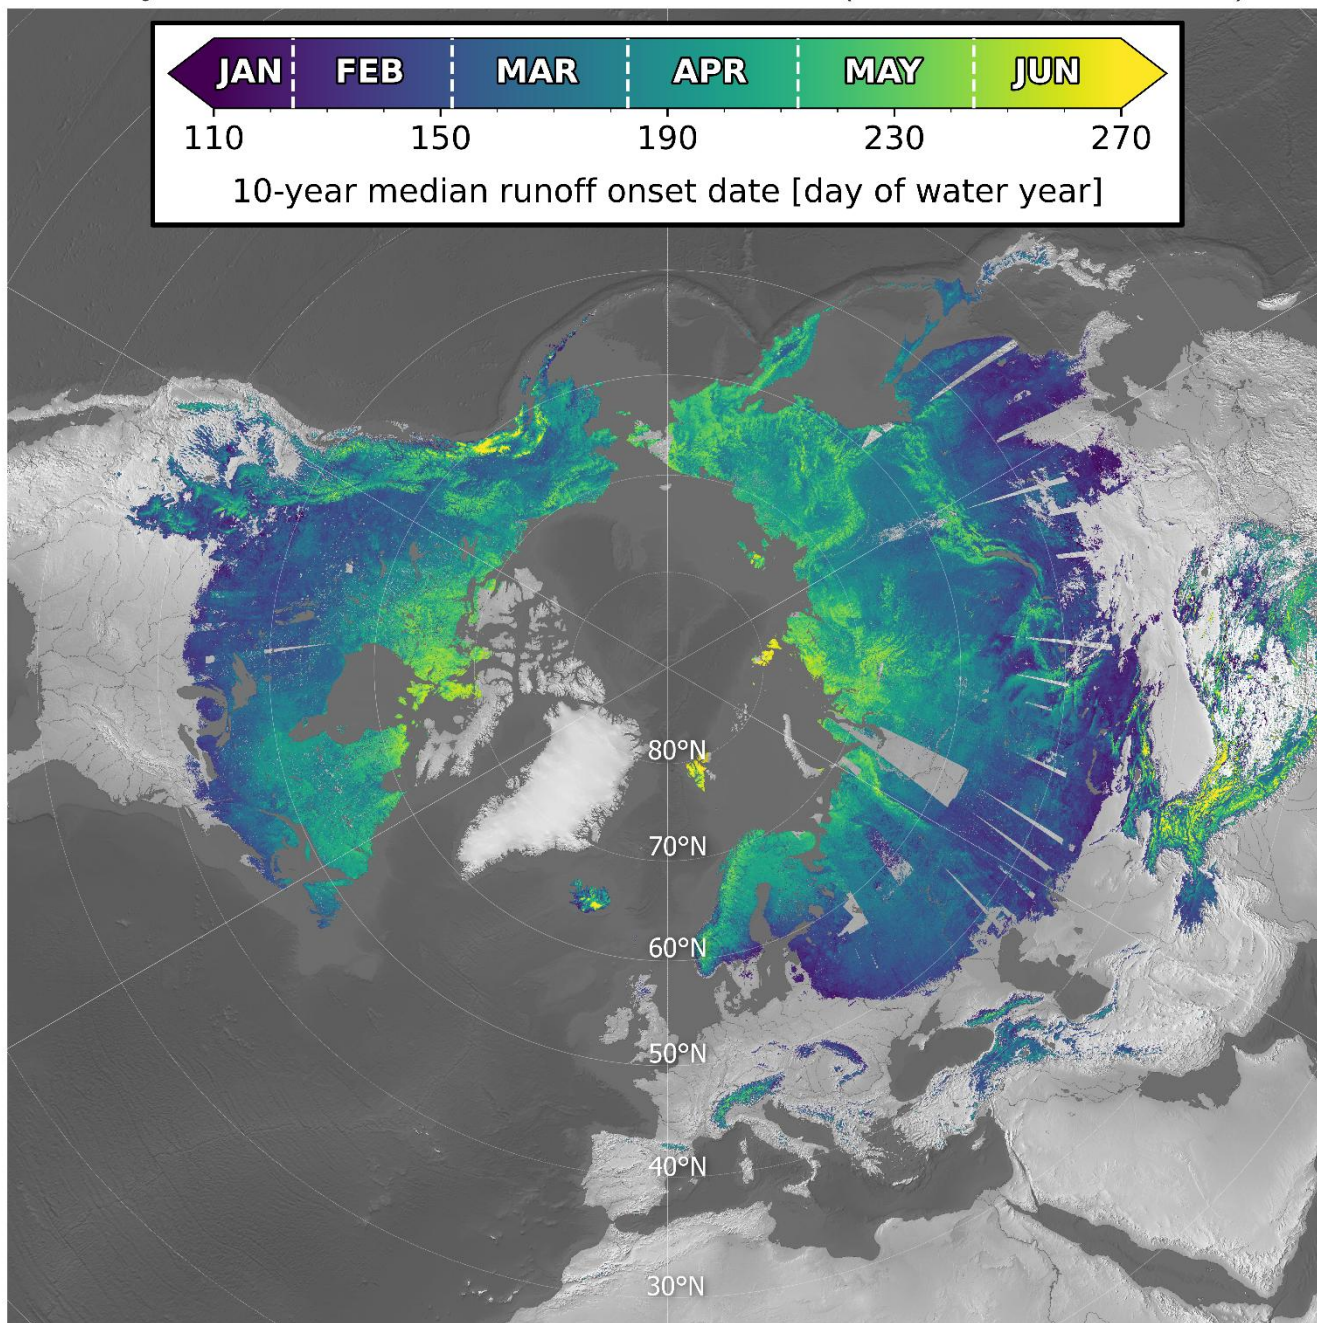 JAN FEB MAR APR MAY JUN
110 150 190 230 270
10-year median runoff onset date [day of water year]
80°N
70°N
60°N
50°N
40°N
30°N